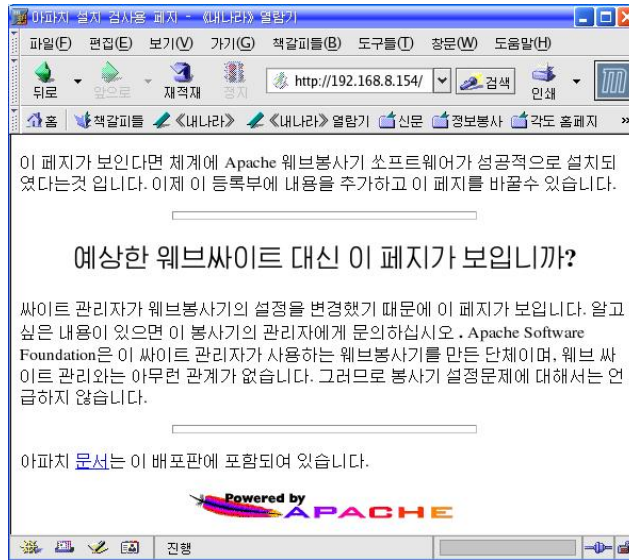 아파치 설치 검사용 페지 - 《내나라》 열람기
파일(F) 편집(E) 보기(V) 가기(G) 책갈피들(B) 도구들(T) 창문(W) 도움말(H)
뒤로 앞으로 재적재 정지 http://192.168.8.154/ 검색 인쇄
홈 책갈피들 《내나라》 《내나라》 열람기 신문 정보봉사 각도 홈페지 »
이 페지가 보인다면 체계에 Apache 웨브봉사기 쏘프트웨어가 성공적으로 설치되
였다는것 입니다. 이제 이 등록부에 내용을 추가하고 이 페지를 바꿀수 있습니다.
예상한 웨브싸이트 대신 이 페지가 보입니까?
싸이트 관리자가 웨브봉사기의 설정을 변경했기 때문에 이 페지가 보입니다. 알고
싶은 내용이 있으면 이 봉사기의 관리자에게 문의하십시오 . Apache Software
Foundation은 이 싸이트 관리자가 사용하는 웨브봉사기를 만든 단체이며, 웨브 싸
이트 관리와는 아무런 관계가 없습니다. 그러므로 봉사기 설정문제에 대해서는 언
급하지 않습니다.
아파치 문서는 이 배포판에 포함되여 있습니다.
Powered by
APACHE
진행